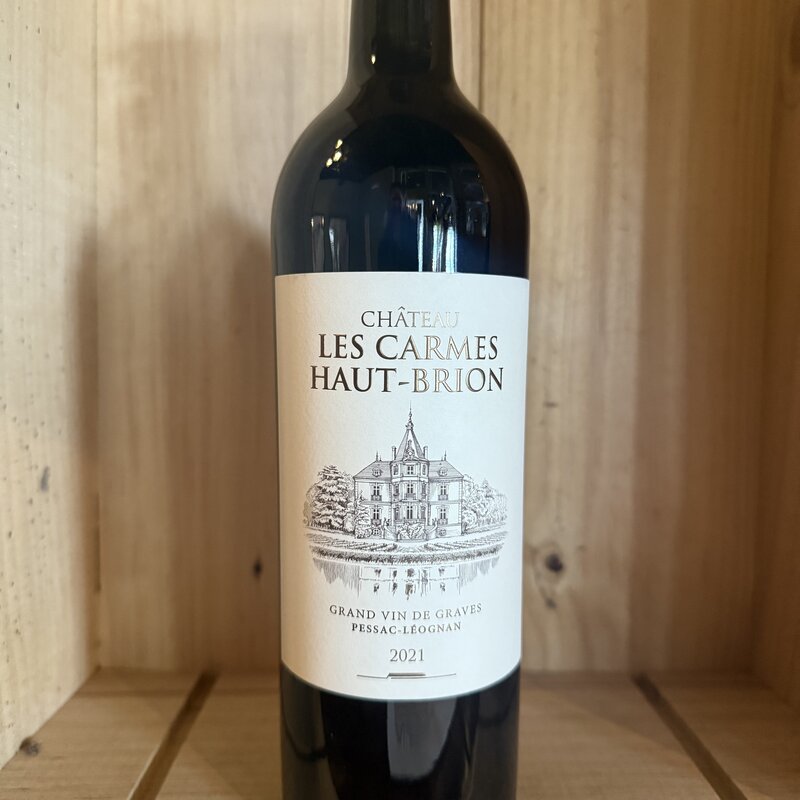 CHÂTEAU
LES CARMES
HAUT-BRION
GRAND VIN DE GRAVES
PESSAC-LÉOGNAN
2021